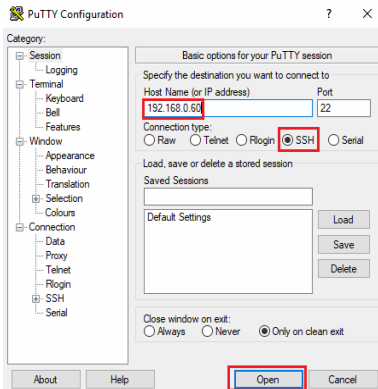 PuTTY Configuration
? X
Category:
Session
Logging
Terminal
Keyboard
Bell
Features
Window
Appearance
Behaviour
Translation
Selection
Colours
Connection
Data
Proxy
Telnet
Rlogin
SSH
Serial
Basic options for your PuTTY session
Specify the destination you want to connect to
Host Name (or IP address) Port
192.168.0.60 22
Connection type:
Raw Telnet Rlogin SSH Serial
Load, save or delete a stored session
Saved Sessions
Default Settings
Load
Save
Delete
Close window on exit:
Always Never Only on clean exit
About Help Open Cancel